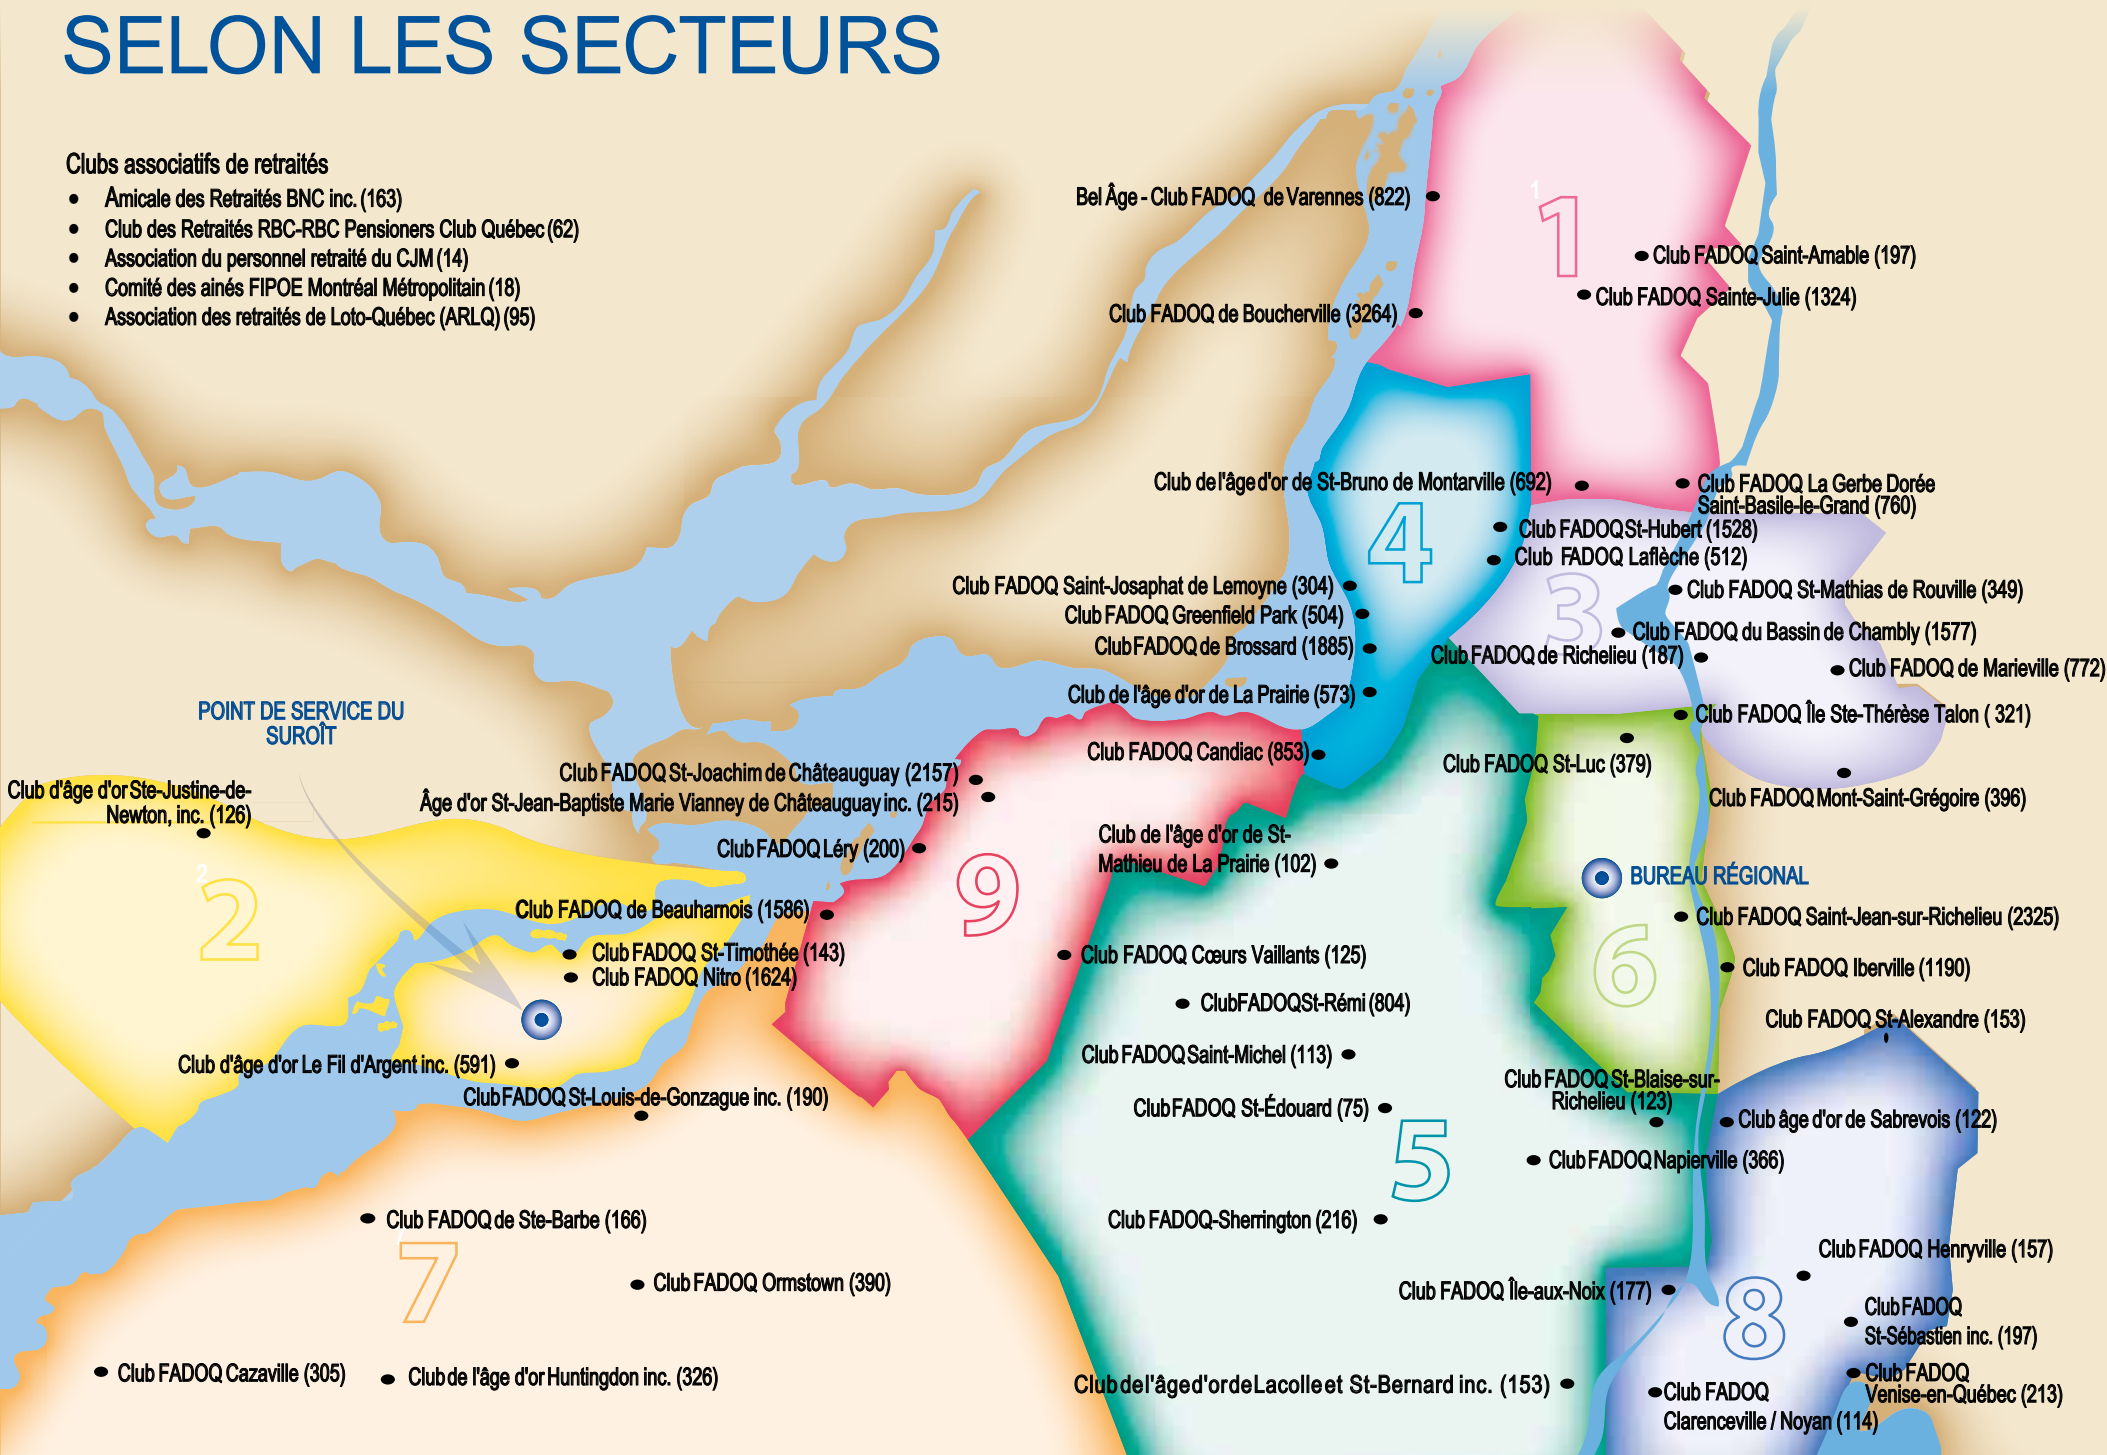 SELON LES SECTEURS
Clubs associatifs de retraités
• Amicale des Retraités BNC inc. (163)
• Club des Retraités RBC-RBC Pensioners Club Québec (62)
• Association du personnel retraité du CJM (14)
• Comité des ainés FIPOE Montréal Métropolitain (18)
• Association des retraités de Loto-Québec (ARLQ) (95)
Bel Âge - Club FADOQ de Varennes (822)
1
1
Club FADOQ Saint-Amable (197)
Club FADOQ Sainte-Julie (1324)
Club FADOQ de Boucherville (3264)
Club de l'âge d'or de St-Bruno de Montarville (692)
Club FADOQ La Gerbe Dorée
Saint-Basile-le-Grand (760)
4
Club FADOQ St-Hubert (1528)
Club FADOQ Laflèche (512)
3
Club FADOQ Saint-Josaphat de Lemoyne (304)
Club FADOQ St-Mathias de Rouville (349)
Club FADOQ Greenfield Park (504)
Club FADOQ du Bassin de Chambly (1577)
Club FADOQ de Brossard (1885)
Club FADOQ de Richelieu (187)
Club FADOQ de Marieville (772)
Club de l'âge d'or de La Prairie (573)
Club FADOQ Île Ste-Thérèse Talon ( 321)
POINT DE SERVICE DU
SUROÎT
Club FADOQ Candiac (853)
Club FADOQ St-Luc (379)
Club FADOQ St-Joachim de Châteauguay (2157)
Âge d'or St-Jean-Baptiste Marie Vianney de Châteauguay inc. (215)
Club FADOQ Mont-Saint-Grégoire (396)
Club d'âge d'or Ste-Justine-de-
Newton, inc. (126)
Club de l'âge d'or de St-
Mathieu de La Prairie (102)
Club FADOQ Léry (200)
2
2
9
BUREAU RÉGIONAL
Club FADOQ de Beauharnois (1586)
Club FADOQ Saint-Jean-sur-Richelieu (2325)
6
Club FADOQ St-Timothée (143)
Club FADOQ Nitro (1624)
Club FADOQ Cœurs Vaillants (125)
Club FADOQ Iberville (1190)
Club FADOQ St-Rémi (804)
Club FADOQ St-Alexandre (153)
Club d'âge d'or Le Fil d'Argent inc. (591)
Club FADOQ Saint-Michel (113)
Club FADOQ St-Louis-de-Gonzague inc. (190)
Club FADOQ St-Blaise-sur-
Richelieu (123)
Club FADOQ St-Édouard (75)
5
Club âge d'or de Sabrevois (122)
Club FADOQ Napierville (366)
Club FADOQ de Ste-Barbe (166)
7
Club FADOQ-Sherrington (216)
Club FADOQ Henryville (157)
Club FADOQ Ormstown (390)
Club FADOQ Île-aux-Noix (177)
8
Club FADOQ
St-Sébastien inc. (197)
Club FADOQ Cazaville (305)
Club de l'âge d'or Huntingdon inc. (326)
Club de l'âge d'or de Lacolle et St-Bernard inc. (153)
Club FADOQ
Venise-en-Québec (213)
Club FADOQ
Clarenceville / Noyan (114)